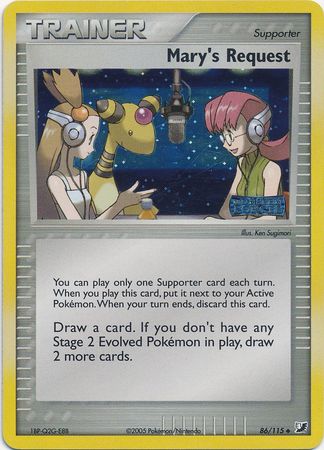 TRAINER
Supporter
Mary's Request
Illus. Ken Sugimori
You can play only one Supporter card each turn.
When you play this card, put it next to your Active
Pokémon. When your turn ends, discard this card.
Draw a card. If you don't have any
Stage 2 Evolved Pokémon in play, draw
2 more cards.
1BP-Q2G-E88
©2005 Pokémon/Nintendo
86/115